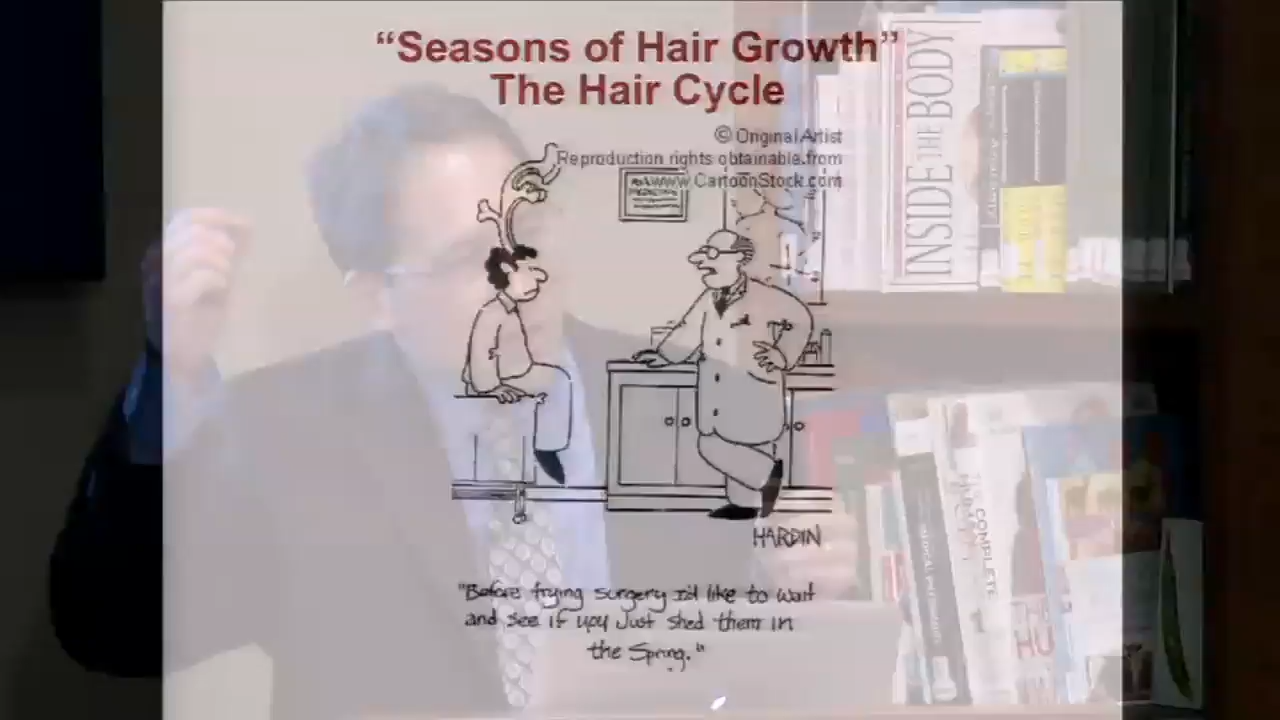 “Seasons of Hair Growth”
The Hair Cycle
© Original Artist
Reproduction rights obtainable from
www.CartoonStock.com
HARDIN
"Before trying surgery I'd like to wait
and see if you just shed them in
the Spring."
INSIDE THE BODY
COMPLETE
HU